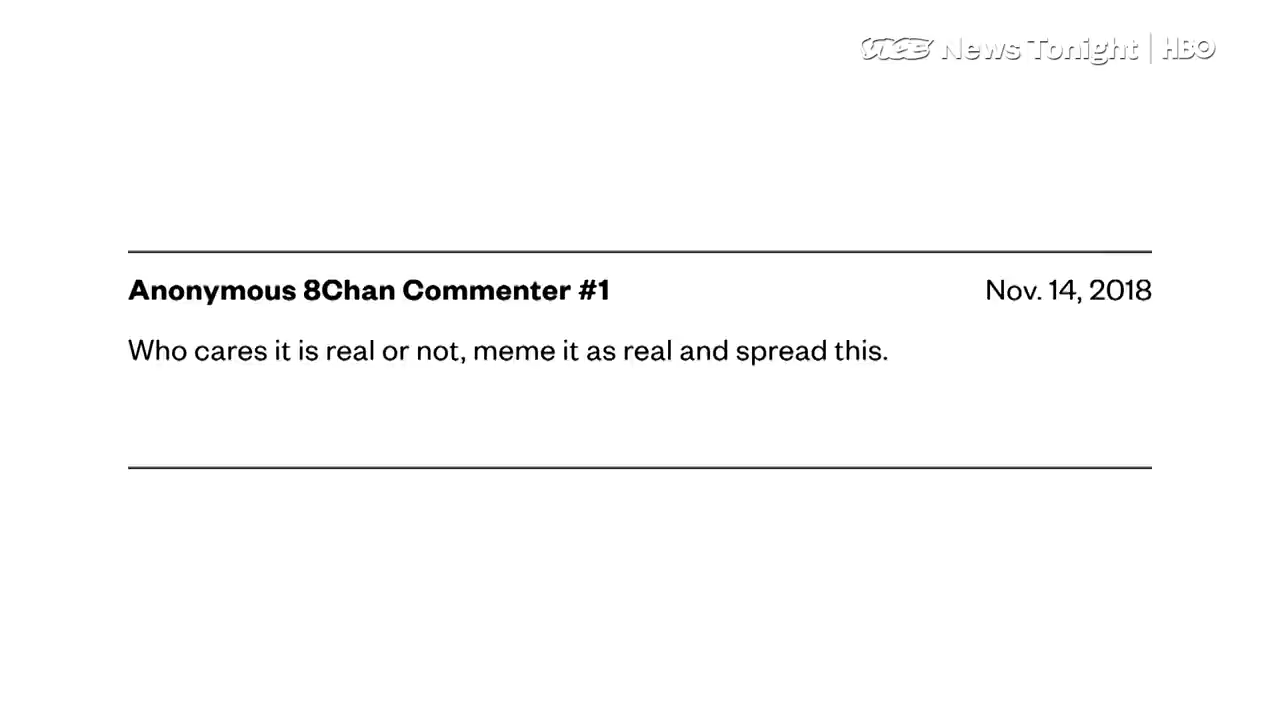 VICE News Tonight | HBO
Anonymous 8Chan Commenter #1 Nov. 14, 2018
Who cares it is real or not, meme it as real and spread this.